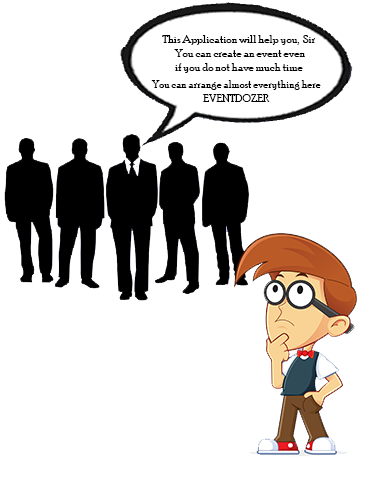 This Application will help you, Sir
You can create an event even
if you do not have much time
You can arrange almost everything here
EVENTDOZER